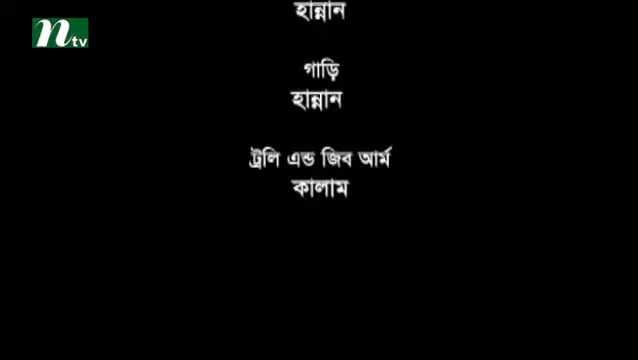 ntv
হান্নান
গাড়ি
হান্নান
ট্রলি এন্ড জিব আর্ম
কালাম